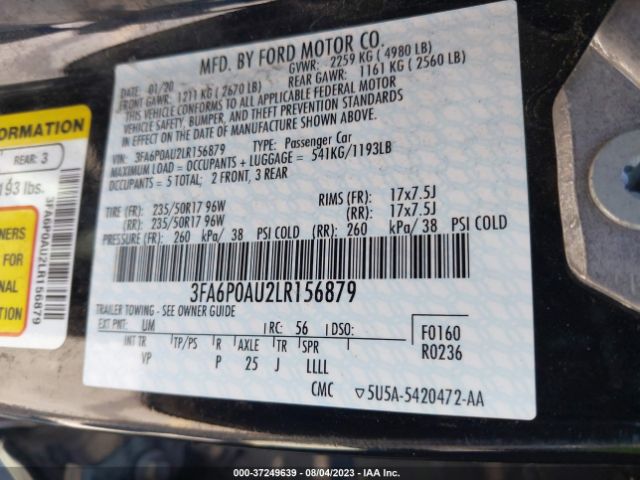 MFD. BY FORD MOTOR CO.
DATE: 01/20 GVWR: 2259 KG ( 4980 LB)
FRONT GAWR: 1211 KG ( 2670 LB) REAR GAWR: 1161 KG ( 2560 LB)
THIS VEHICLE CONFORMS TO ALL APPLICABLE FEDERAL MOTOR
VEHICLE SAFETY, BUMPER, AND THEFT PREVENTION STANDARDS
IN EFFECT ON THE DATE OF MANUFACTURE SHOWN ABOVE.
VIN: 3FA6P0AU2LR156879 TYPE: Passenger Car
MAXIMUM LOAD = OCCUPANTS + LUGGAGE = 541KG/1193LB
OCCUPANTS = 5 TOTAL; 2 FRONT, 3 REAR
TIRE (FR): 235/50R17 96W RIMS (FR): 17x7.5J
(RR): 235/50R17 96W (RR): 17x7.5J
PRESSURE (FR): 260 kPa/ 38 PSI COLD (RR): 260 kPa/ 38 PSI COLD
3FA6P0AU2LR156879
TRAILER TOWING - SEE OWNER GUIDE
EXT PNT: UM RC: 56 DSO: F0160
INT TR TP/PS R AXLE TR SPR R0236
VP P 25 J LLLL
CMC ▽5U5A-5420472-AA
ORMATION
REAR: 3
193 lbs.
NERS
FOR
NAL
ION
3FA6P0AU2LR156879
000-37249639 - 08/04/2023 - IAA Inc.